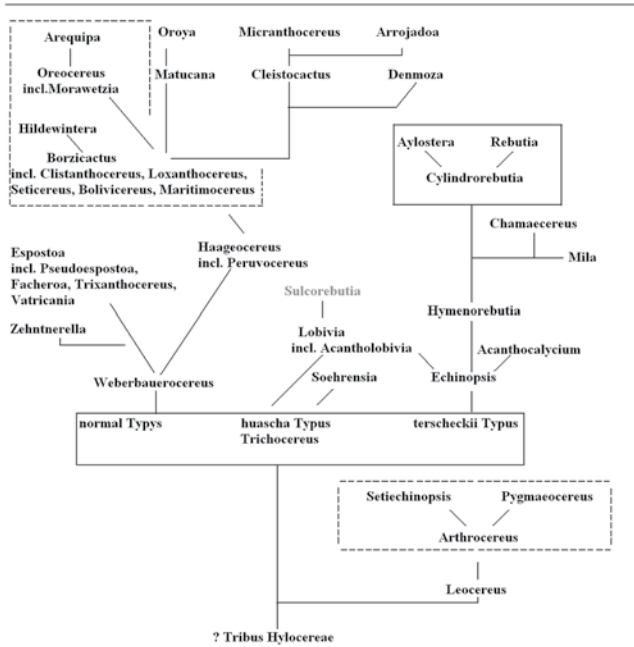 Arequipa
Oroya
Micranthocereus
Arrojadoa
Oreocereus
incl.Morawetzia
Matucana
Cleistocactus
Denmoza
Hildewintera
Borzicactus
incl. Clistanthocereus, Loxanthocereus,
Seticereus, Bolivicereus, Maritimocereus
Aylostera
Rebutia
Cylindrorebutia
Chamaecereus
Mila
Espostoa
incl. Pseudoespostoa,
Facheroa, Trixanthocereus,
Vatricania
Haageocereus
incl. Peruvocereus
Sulcorebutia
Hymenorebutia
Zehntnerella
Lobivia
incl. Acantholobivia
Acanthocalycium
Weberbauerocereus
Soehrensia
Echinopsis
normal Typys
huascha Typus
Trichocereus
terscheckii Typus
Setiechinopsis
Pygmaeocereus
Arthrocereus
Leocereus
? Tribus Hylocereae